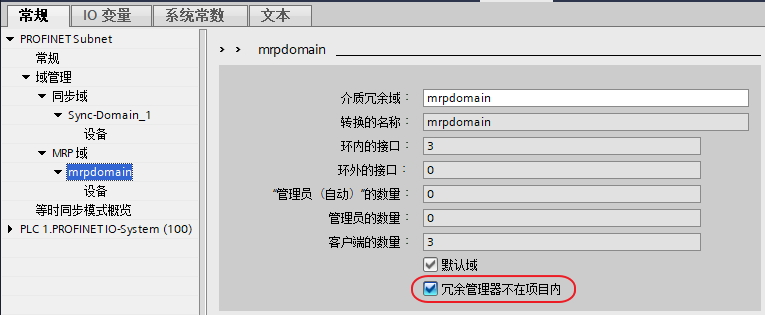 常规 IO 变量 系统常数 文本
PROFINET Subnet
常规
域管理
同步域
Sync-Domain_1
设备
MRP 域
mrpdomain
设备
等时同步模式概览
PLC 1.PROFINET IO-System (100)
› › mrpdomain
介质冗余域： mrpdomain
转换的名称： mrpdomain
环内的接口： 3
环外的接口： 0
“管理员（自动）”的数量： 0
管理员的数量： 0
客户端的数量： 3
默认域
冗余管理器不在项目内